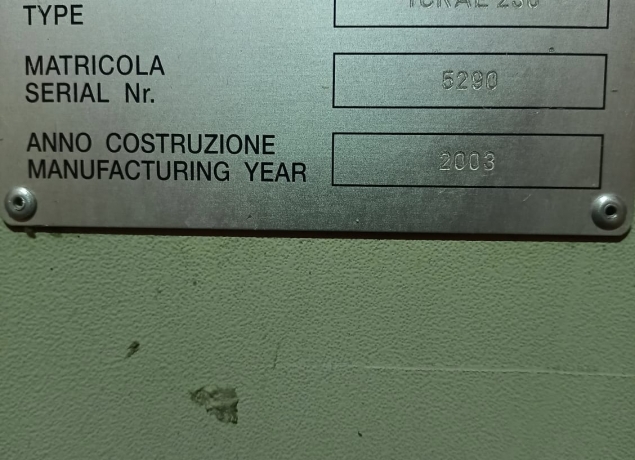 TYPE
MATRICOLA
SERIAL Nr.
5290
ANNO COSTRUZIONE
MANUFACTURING YEAR
2003